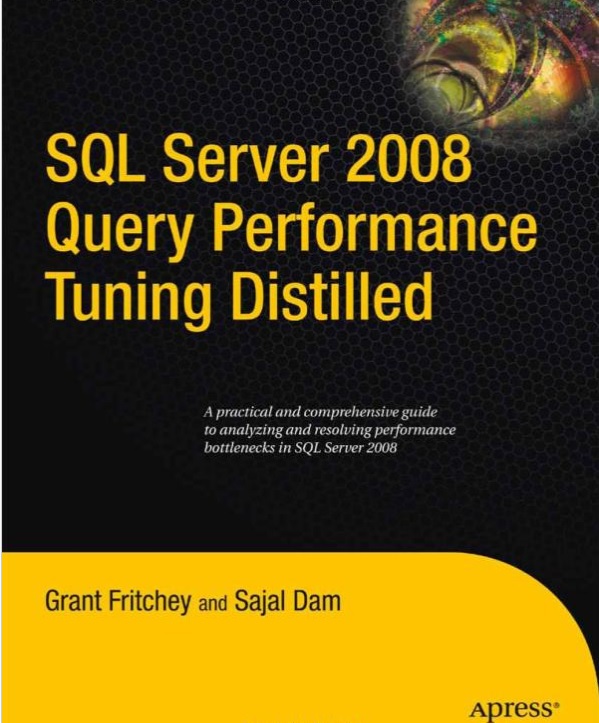 SQL Server 2008
Query Performance
Tuning Distilled
A practical and comprehensive guide
to analyzing and resolving performance
bottlenecks in SQL Server 2008
Grant Fritchey and Sajal Dam
Apress®